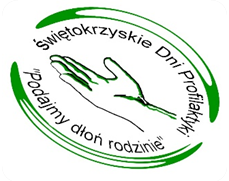 Świętokrzyskie Dni Profilaktyki
"Podajmy dłoń rodzinie"